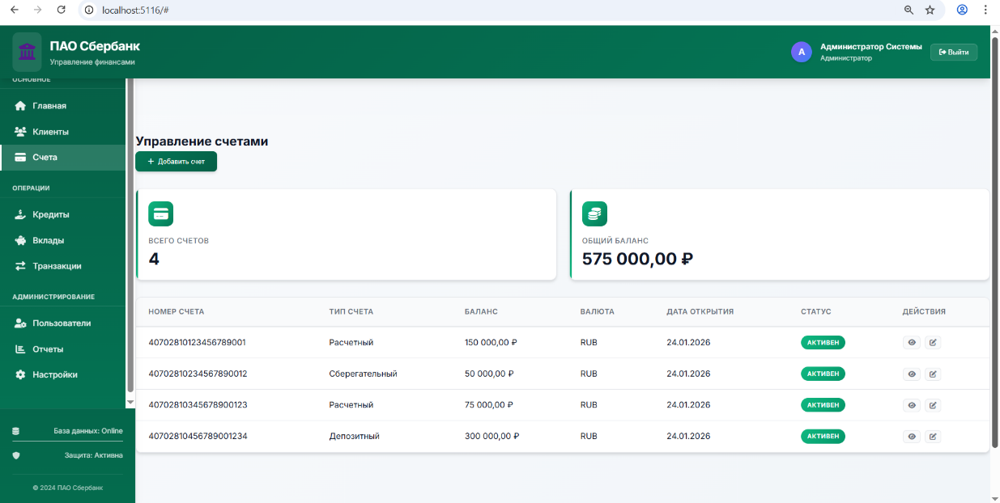 localhost:5116/#
ПАО Сбербанк
Управление финансами
А
Администратор Системы
Администратор
Выйти
ОСНОВНОЕ
Главная
Клиенты
Счета
ОПЕРАЦИИ
Кредиты
Вклады
Транзакции
АДМИНИСТРИРОВАНИЕ
Пользователи
Отчеты
Настройки
База данных: Online
Защита: Активна
© 2024 ПАО Сбербанк
Управление счетами
+ Добавить счет
ВСЕГО СЧЕТОВ
4
ОБЩИЙ БАЛАНС
575 000,00 ₽
НОМЕР СЧЕТА ТИП СЧЕТА БАЛАНС ВАЛЮТА ДАТА ОТКРЫТИЯ СТАТУС ДЕЙСТВИЯ
40702810123456789001 Расчетный 150 000,00 ₽ RUB 24.01.2026 АКТИВЕН
40702810234567890012 Сберегательный 50 000,00 ₽ RUB 24.01.2026 АКТИВЕН
40702810345678900123 Расчетный 75 000,00 ₽ RUB 24.01.2026 АКТИВЕН
40702810456789001234 Депозитный 300 000,00 ₽ RUB 24.01.2026 АКТИВЕН